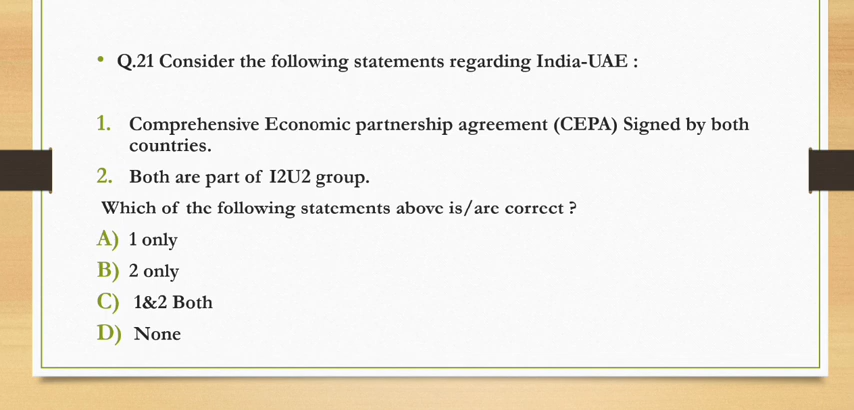 • Q.21 Consider the following statements regarding India-UAE :
1. Comprehensive Economic partnership agreement (CEPA) Signed by both
countries.
2. Both are part of I2U2 group.
Which of the following statements above is/are correct ?
A) 1 only
B) 2 only
C) 1&2 Both
D) None